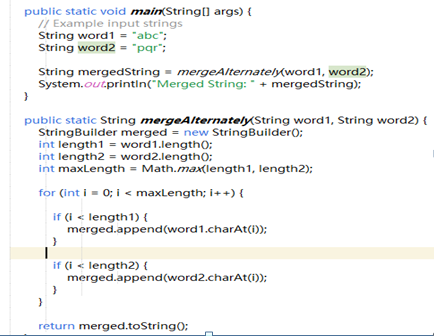 public static void main(String[] args) {
// Example input strings
String word1 = "abc";
String word2 = "pqr";
String mergedString = mergeAlternately(word1, word2);
System.out.println("Merged String: " + mergedString);
}
public static String mergeAlternately(String word1, String word2) {
StringBuilder merged = new StringBuilder();
int length1 = word1.length();
int length2 = word2.length();
int maxLength = Math.max(length1, length2);
for (int i = 0; i < maxLength; i++) {
if (i < length1) {
merged.append(word1.charAt(i));
}
if (i < length2) {
merged.append(word2.charAt(i));
}
}
return merged.toString();